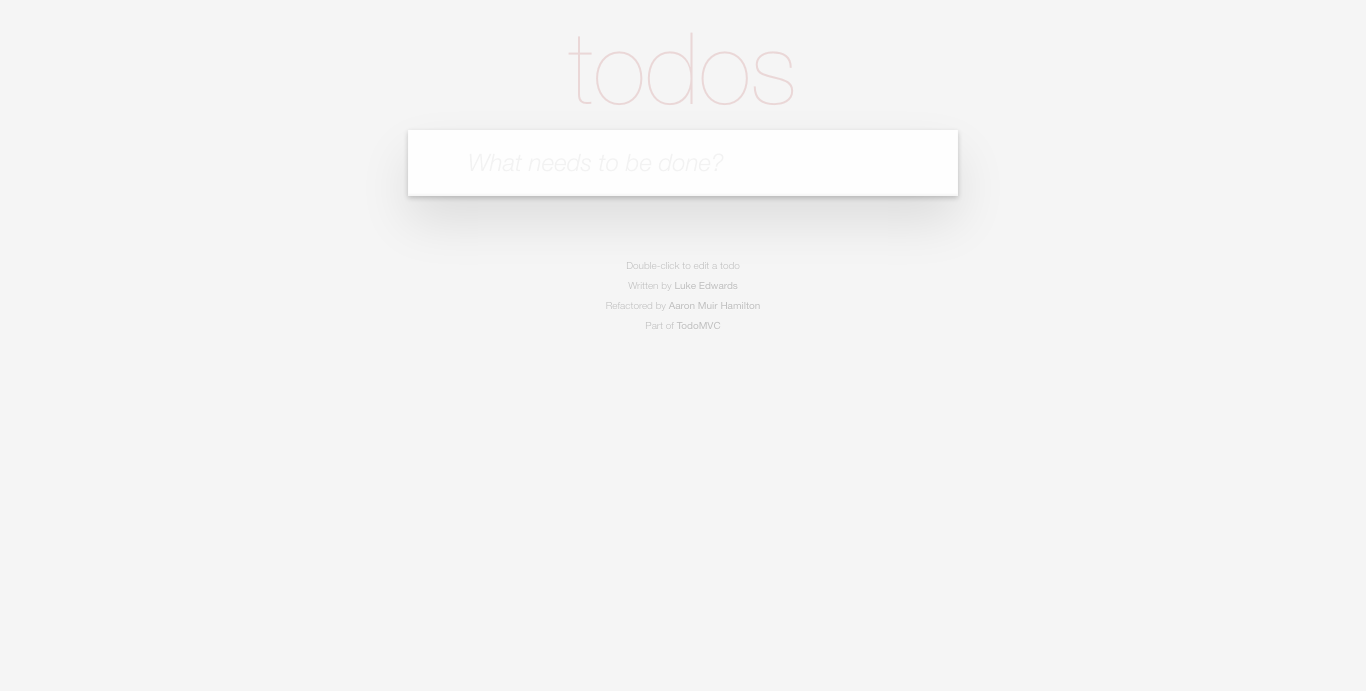 todos
What needs to be done?
Double-click to edit a todo
Written by Luke Edwards
Refactored by Aaron Muir Hamilton
Part of TodoMVC